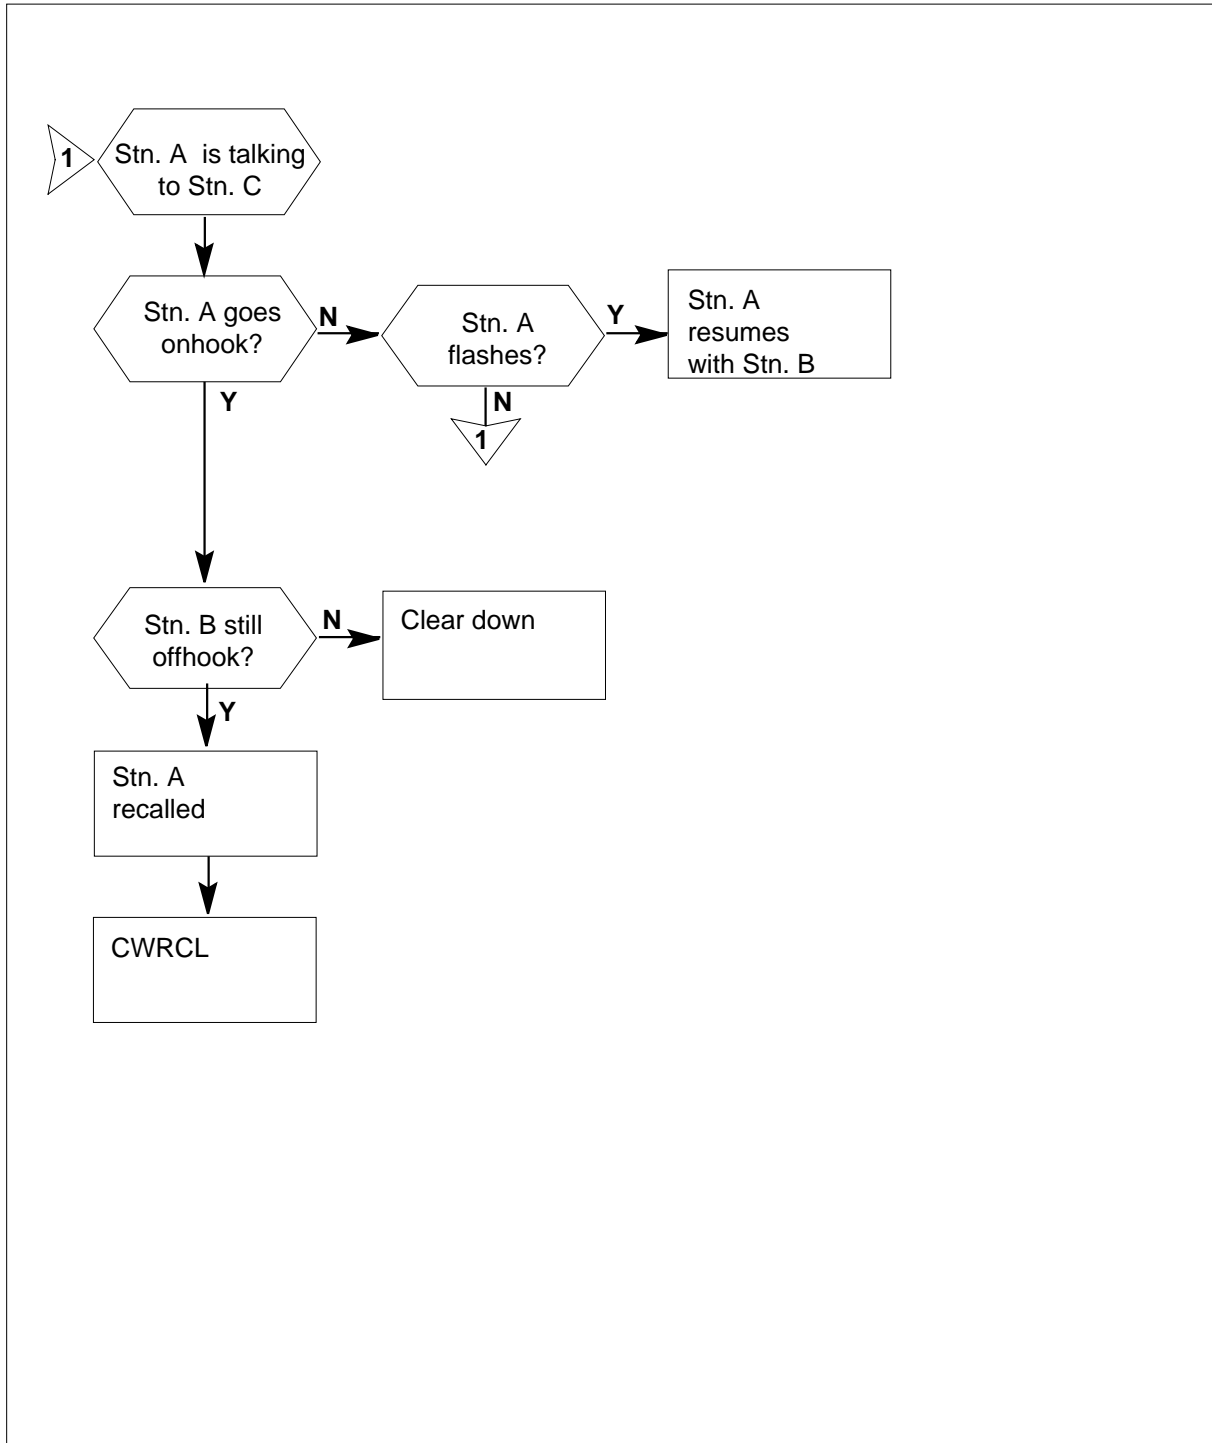 1
Stn. A is talking
to Stn. C
Stn. A goes
onhook?
N
Stn. A
flashes?
Y
Stn. A
resumes
with Stn. B
Y
N
1
Stn. B still
offhook?
N
Clear down
Y
Stn. A
recalled
CWRCL